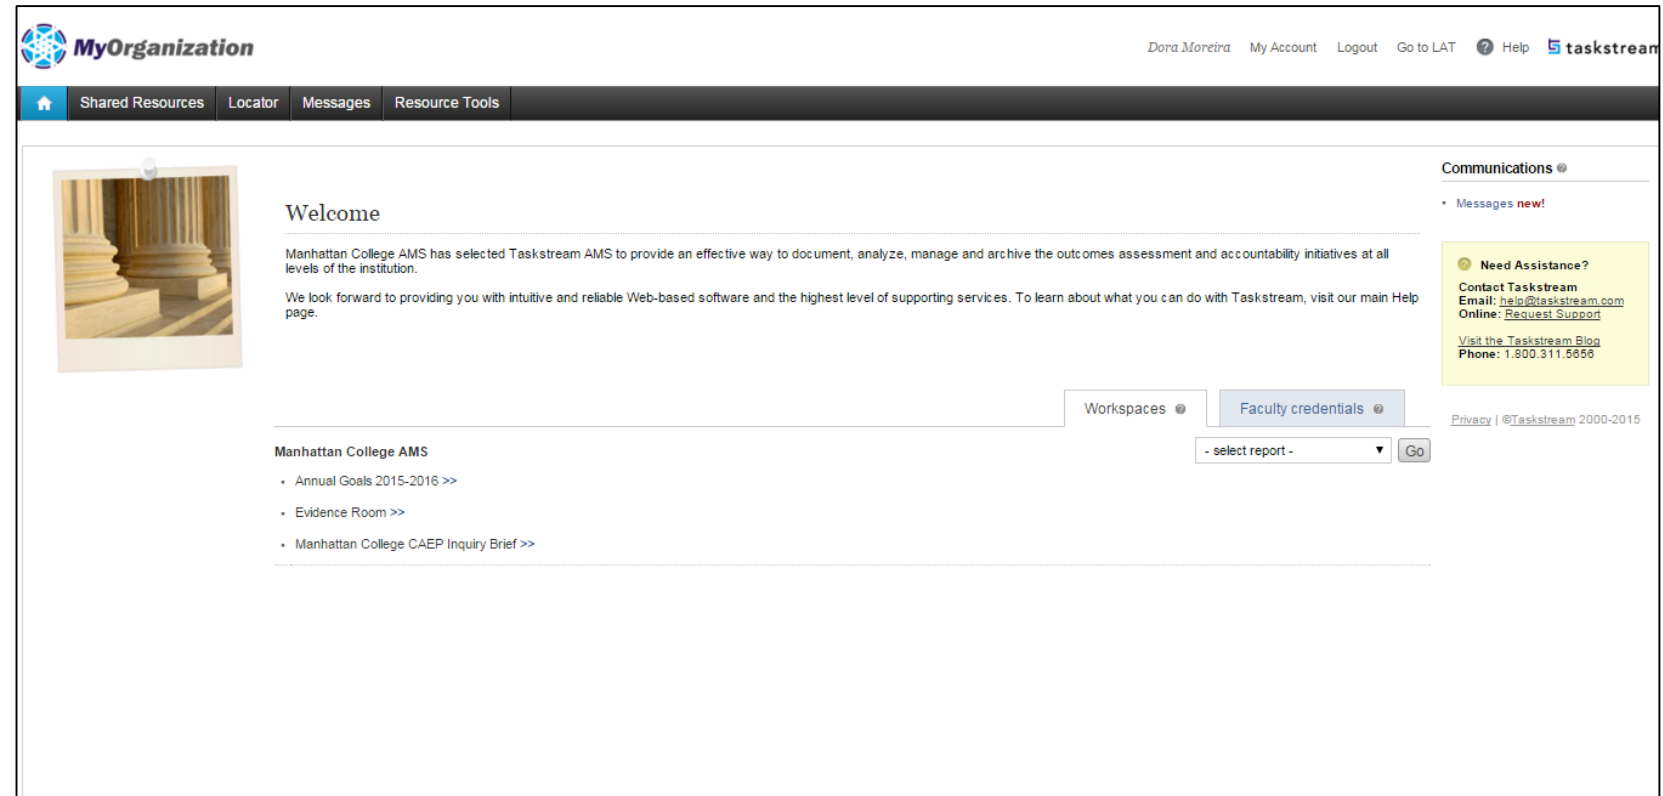 MyOrganization
Dora Moreira My Account Logout Go to LAT ? Help taskstream
Shared Resources Locator Messages Resource Tools
Welcome
Manhattan College AMS has selected Taskstream AMS to provide an effective way to document, analyze, manage and archive the outcomes assessment and accountability initiatives at all
levels of the institution.
We look forward to providing you with intuitive and reliable Web-based software and the highest level of supporting services. To learn about what you can do with Taskstream, visit our main Help
page.
Communications ?
• Messages new!
? Need Assistance?
Contact Taskstream
Email: help@taskstream.com
Online: Request Support
Visit the Taskstream Blog
Phone: 1.800.311.5656
Privacy | ©Taskstream 2000-2015
Workspaces ? Faculty credentials ?
Manhattan College AMS
- select report - ▼ Go
• Annual Goals 2015-2016 >>
• Evidence Room >>
• Manhattan College CAEP Inquiry Brief >>